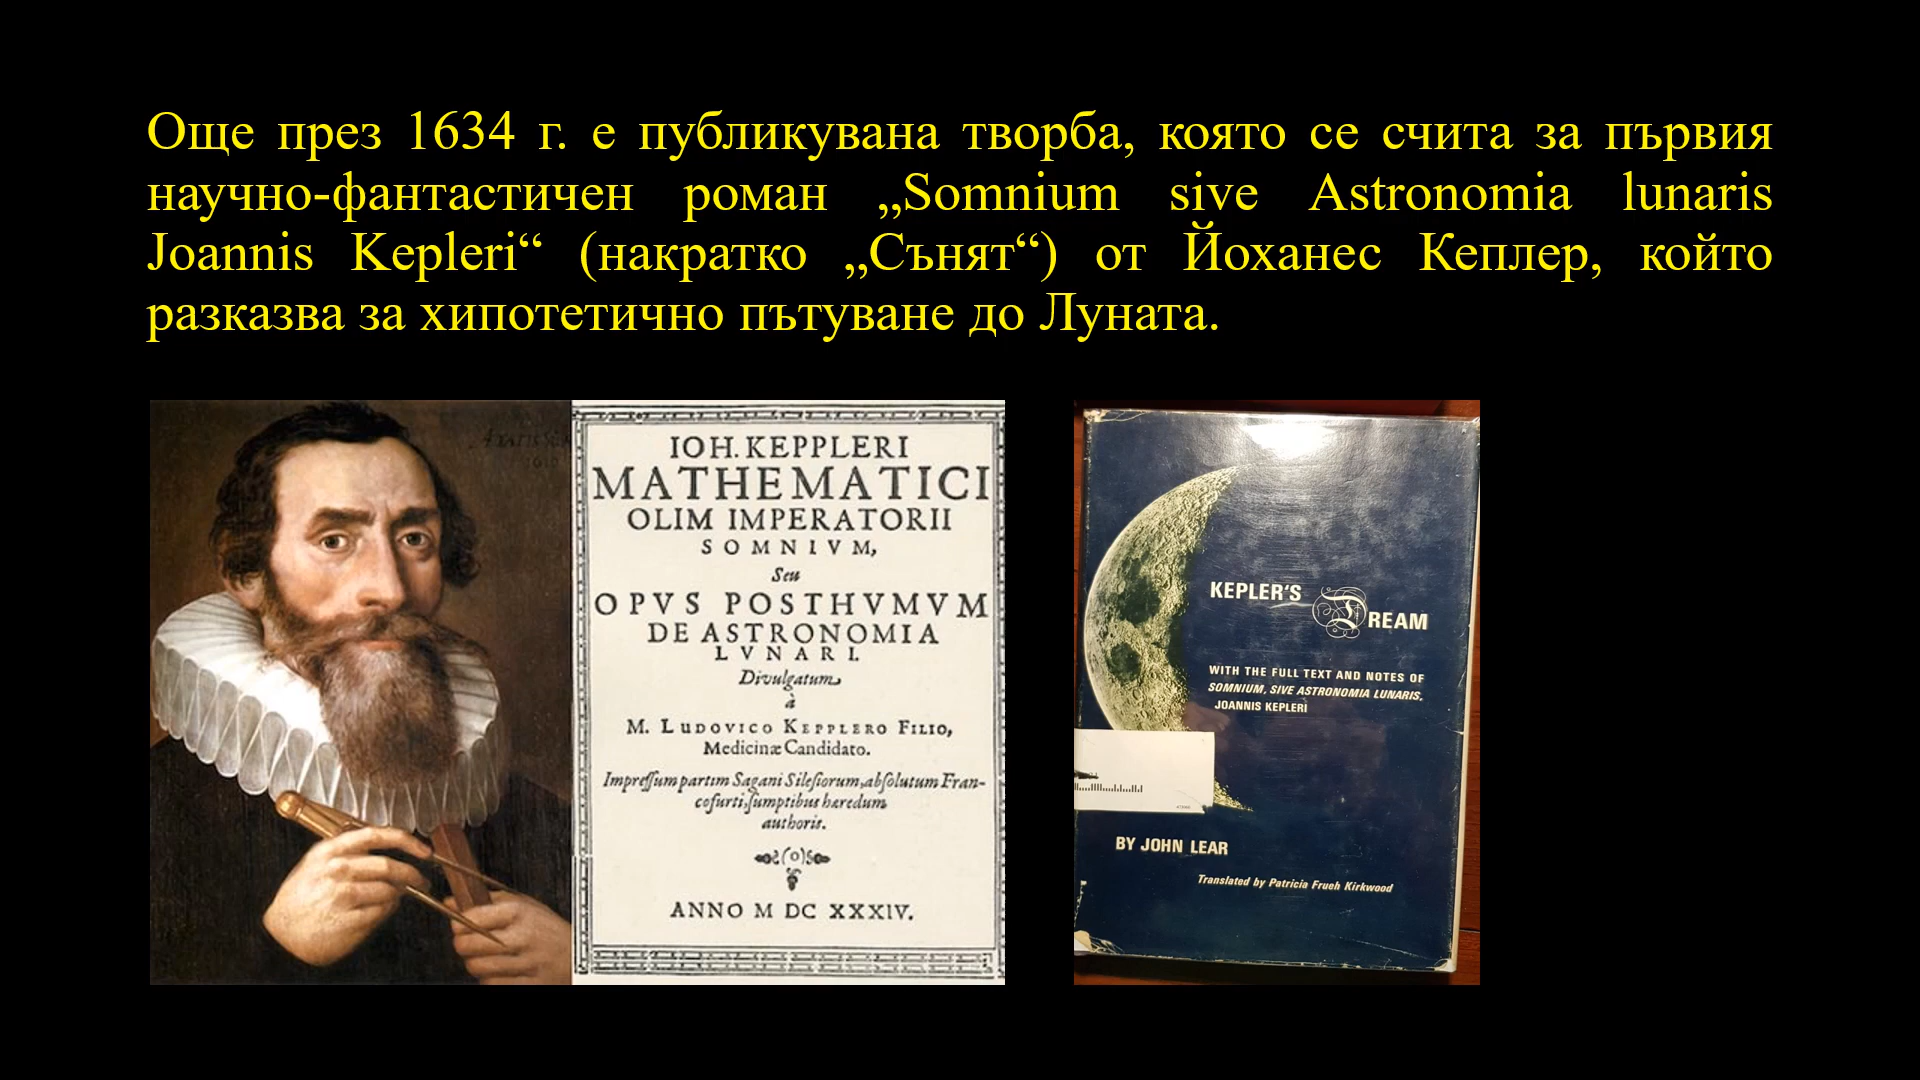 Още през 1634 г. е публикувана творба, която се счита за първия
научно-фантастичен роман „Somnium sive Astronomia lunaris
Joannis Kepleri“ (накратко „Сънят“) от Йоханес Кеплер, който
разказва за хипотетично пътуване до Луната.
IOH. KEPPLERI
MATHEMATICI
OLIM IMPERATORII
SOMNIVM,
Seu
OPVS POSTHVMVM
DE ASTRONOMIA
LVNARI.
Divulgatum
à
M. LUDOVICO KEPPLERO FILIO,
Medicinæ Candidato.
Impreſſum partim Sagani Sileſiorum, abſolutum Fran-
cofurti, ſumptibus hæredum
authoris.
ANNO M DC XXXIV.
KEPLER'S DREAM
WITH THE FULL TEXT AND NOTES OF
SOMNIUM, SIVE ASTRONOMIA LUNARIS,
JOANNIS KEPLERI
BY JOHN LEAR
Translated by Patricia Frueh Kirkwood